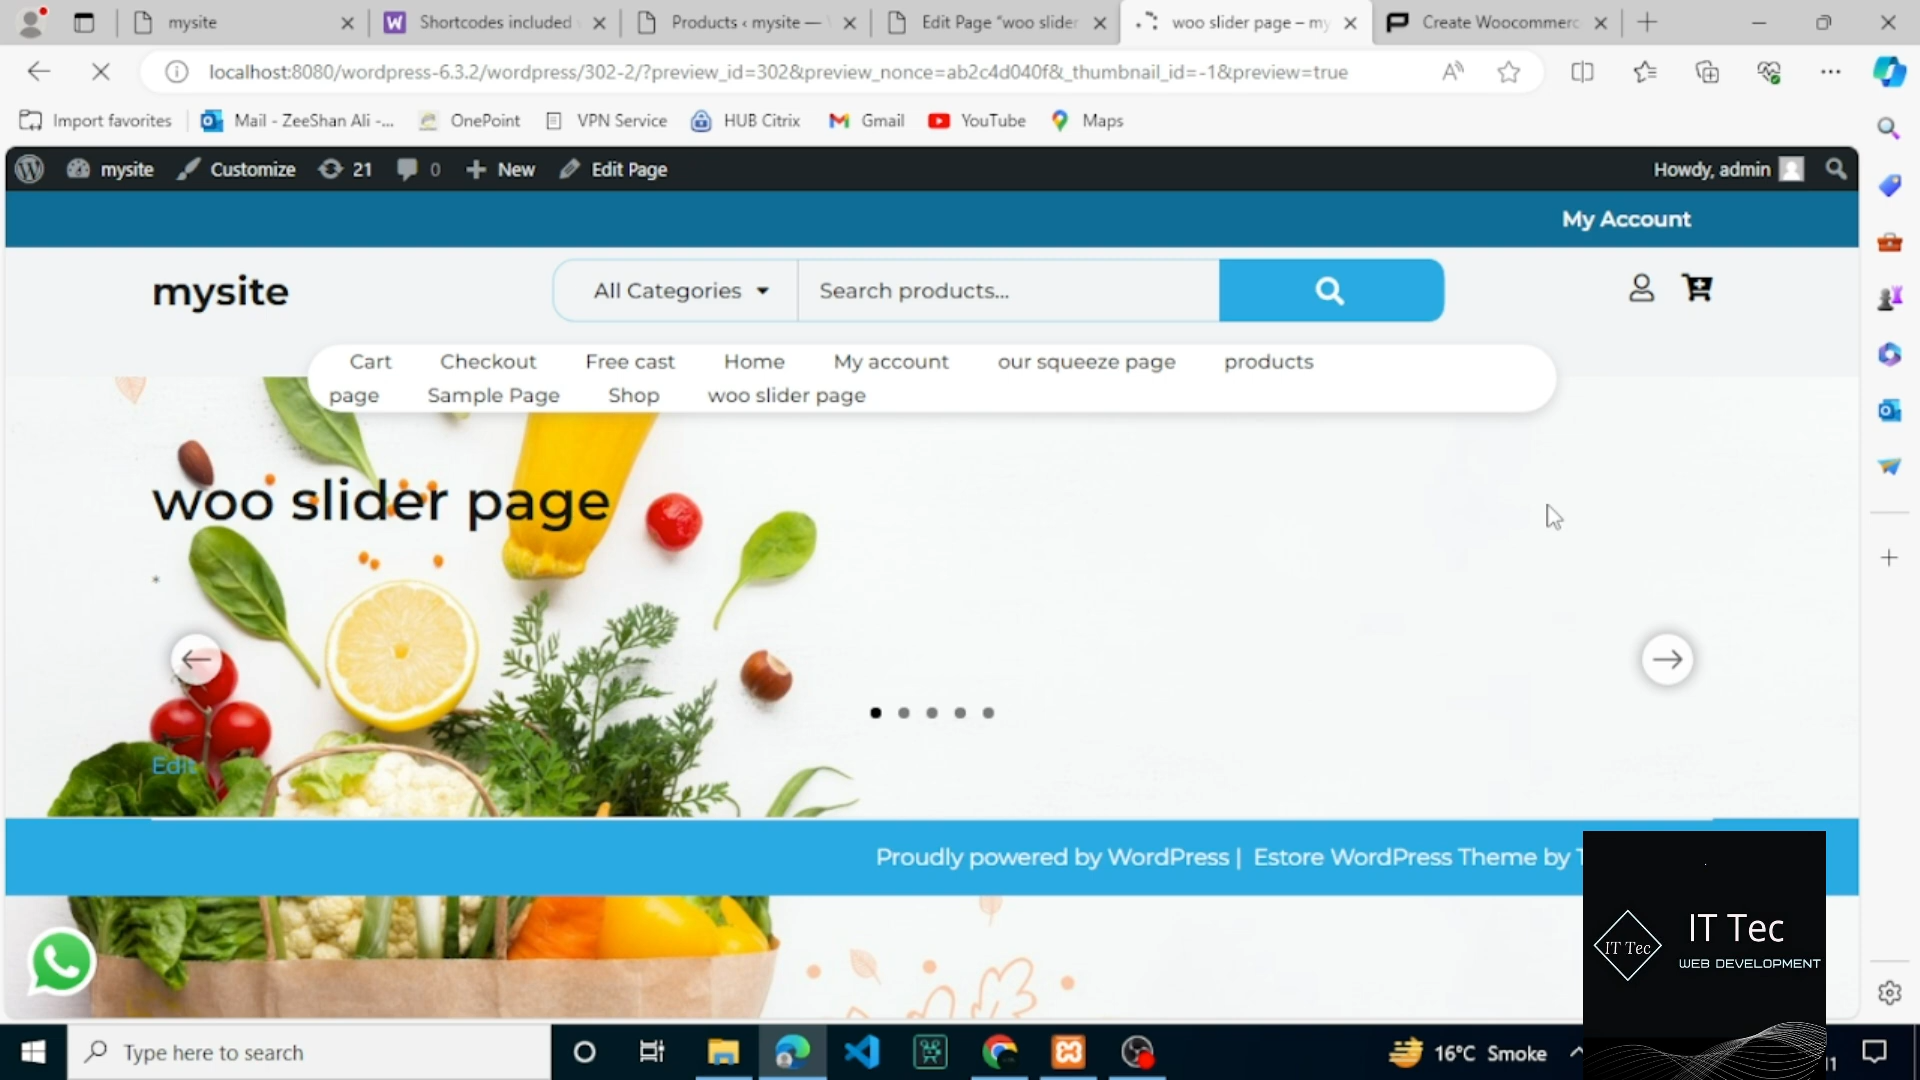 mysite
Shortcodes included
Products ‹ mysite —
Edit Page "woo slider
woo slider page – my
Create Woocommerc
localhost:8080/wordpress-6.3.2/wordpress/302-2/?preview_id=302&preview_nonce=ab2c4d040f&_thumbnail_id=-1&preview=true
Import favorites
Mail - ZeeShan Ali -...
OnePoint
VPN Service
HUB Citrix
Gmail
YouTube
Maps
mysite
Customize
21
0
New
Edit Page
Howdy, admin
My Account
mysite
All Categories
Search products...
Cart Checkout Free cast Home My account our squeeze page products
page Sample Page Shop woo slider page
woo slider page
*
Edit
Proudly powered by WordPress | Estore WordPress Theme by T
IT Tec
IT Tec
WEB DEVELOPMENT
Type here to search
16°C Smoke